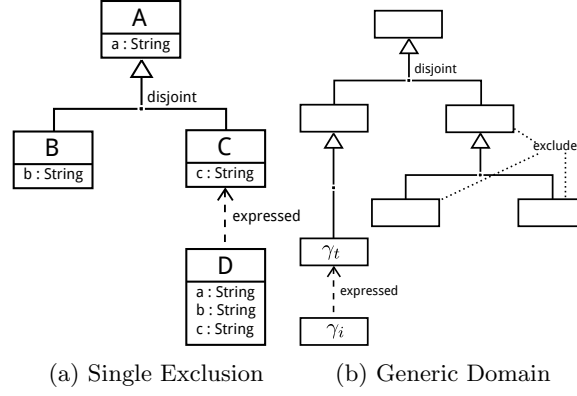 A
a : String
disjoint
B
b : String
C
c : String
expressed
D
a : String
b : String
c : String
(a) Single Exclusion
disjoint
exclude
γt
expressed
γi
(b) Generic Domain